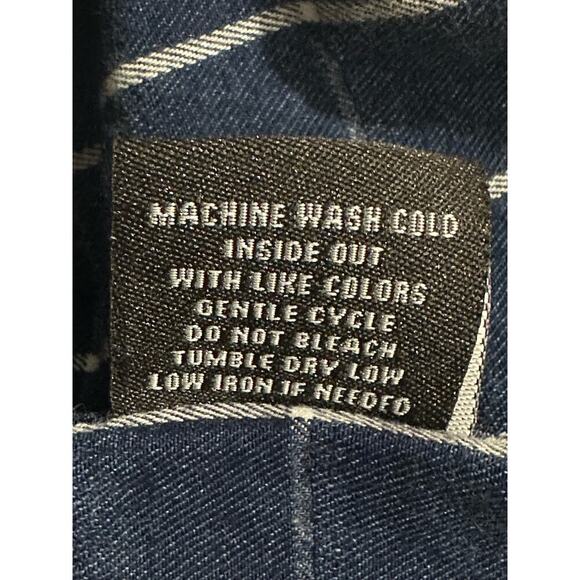 MACHINE WASH COLD
INSIDE OUT
WITH LIKE COLORS
GENTLE CYCLE
DO NOT BLEACH
TUMBLE DRY LOW
LOW IRON IF NEEDED